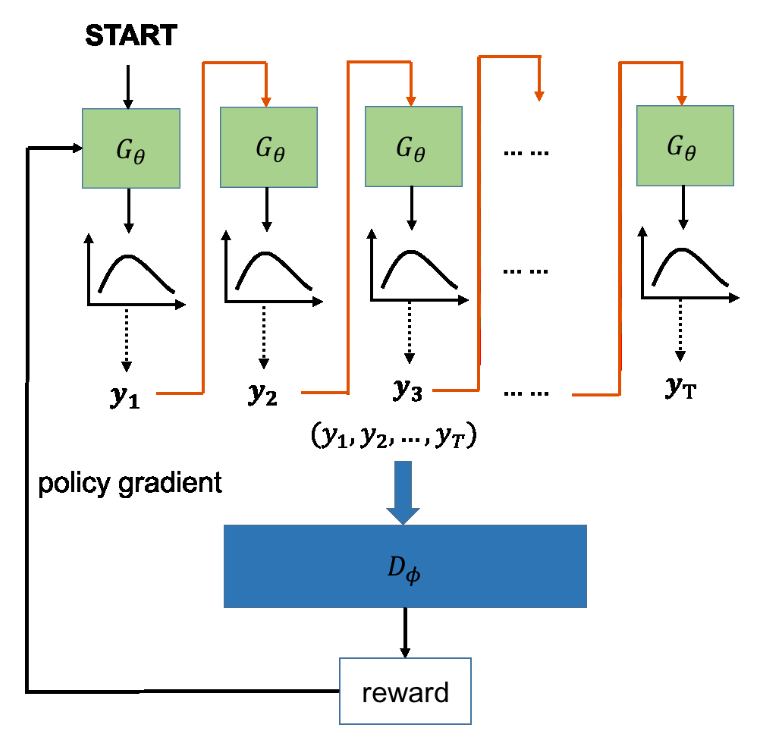 START
G_θ G_θ G_θ ... ... G_θ
... ...
y_1 y_2 y_3 ... ... y_T
(y_1, y_2, ..., y_T)
policy gradient
D_ϕ
reward